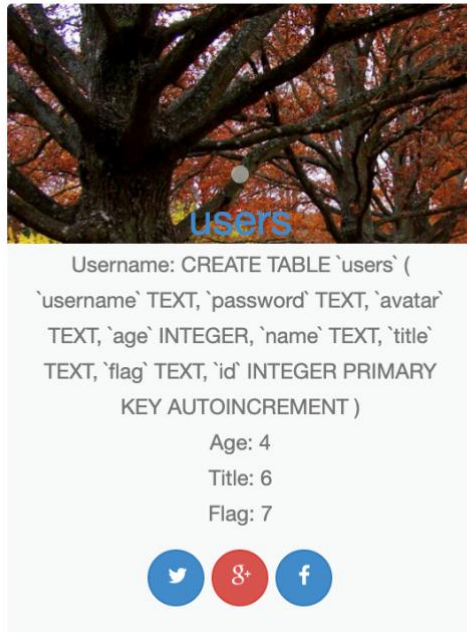 users
Username: CREATE TABLE `users` (
`username` TEXT, `password` TEXT, `avatar`
TEXT, `age` INTEGER, `name` TEXT, `title`
TEXT, `flag` TEXT, `id` INTEGER PRIMARY
KEY AUTOINCREMENT )
Age: 4
Title: 6
Flag: 7
g+ f